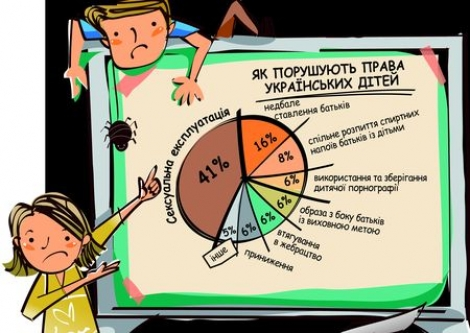 ЯК ПОРУШУЮТЬ ПРАВА
УКРАЇНСЬКИХ ДІТЕЙ
недбале
ставлення батьків
16%
спільне розпиття спиртних
напоїв батьків із дітьми
8%
використання та зберігання
дитячої порнографії
6%
образа з боку батьків
із виховною метою
6%
втягування
в жебрацтво
6%
приниження
6%
інше
5%
Сексуальна експлуатація
41%